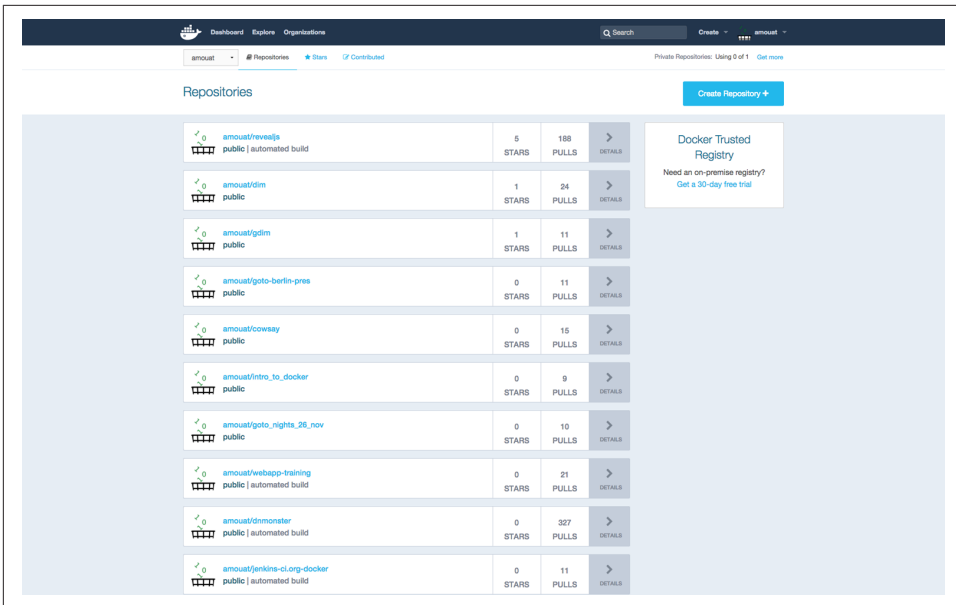 Dashboard Explore Organizations Search Create amouat
amouat Repositories Stars Contributed Private Repositories: Using 0 of 1 Get more
Repositories Create Repository +
amouat/revealjs
public | automated build
5 STARS
188 PULLS
DETAILS
Docker Trusted
Registry
Need an on-premise registry?
Get a 30-day free trial
amouat/dim
public
1 STARS
24 PULLS
DETAILS
amouat/gdim
public
1 STARS
11 PULLS
DETAILS
amouat/goto-berlin-pres
public
0 STARS
11 PULLS
DETAILS
amouat/cowsay
public
0 STARS
15 PULLS
DETAILS
amouat/intro_to_docker
public
0 STARS
9 PULLS
DETAILS
amouat/goto_nights_26_nov
public
0 STARS
10 PULLS
DETAILS
amouat/webapp-training
public | automated build
0 STARS
21 PULLS
DETAILS
amouat/dnmonster
public | automated build
0 STARS
327 PULLS
DETAILS
amouat/jenkins-ci.org-docker
public | automated build
0 STARS
11 PULLS
DETAILS